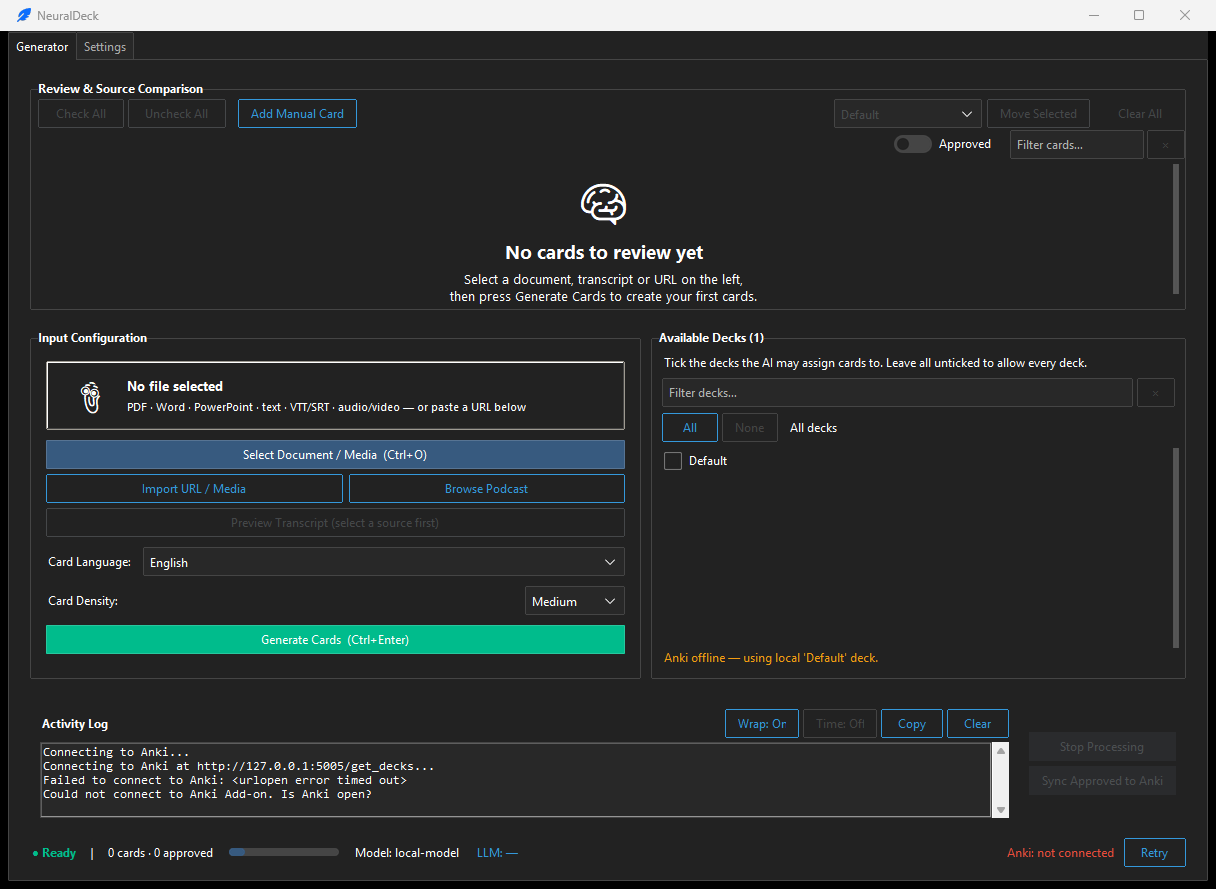 NeuralDeck
Generator Settings
Review & Source Comparison
Check All Uncheck All Add Manual Card Default Move Selected Clear All
Approved Filter cards... ×
No cards to review yet
Select a document, transcript or URL on the left,
then press Generate Cards to create your first cards.
Input Configuration
No file selected
PDF · Word · PowerPoint · text · VTT/SRT · audio/video — or paste a URL below
Select Document / Media (Ctrl+O)
Import URL / Media Browse Podcast
Preview Transcript (select a source first)
Card Language: English
Card Density: Medium
Generate Cards (Ctrl+Enter)
Available Decks (1)
Tick the decks the AI may assign cards to. Leave all unticked to allow every deck.
Filter decks... ×
All None All decks
Default
Anki offline — using local 'Default' deck.
Activity Log Wrap: On Time: Off Copy Clear
Connecting to Anki...
Connecting to Anki at http://127.0.0.1:5005/get_decks...
Failed to connect to Anki: <urlopen error timed out>
Could not connect to Anki Add-on. Is Anki open?
Stop Processing
Sync Approved to Anki
● Ready | 0 cards · 0 approved Model: local-model LLM: — Anki: not connected Retry